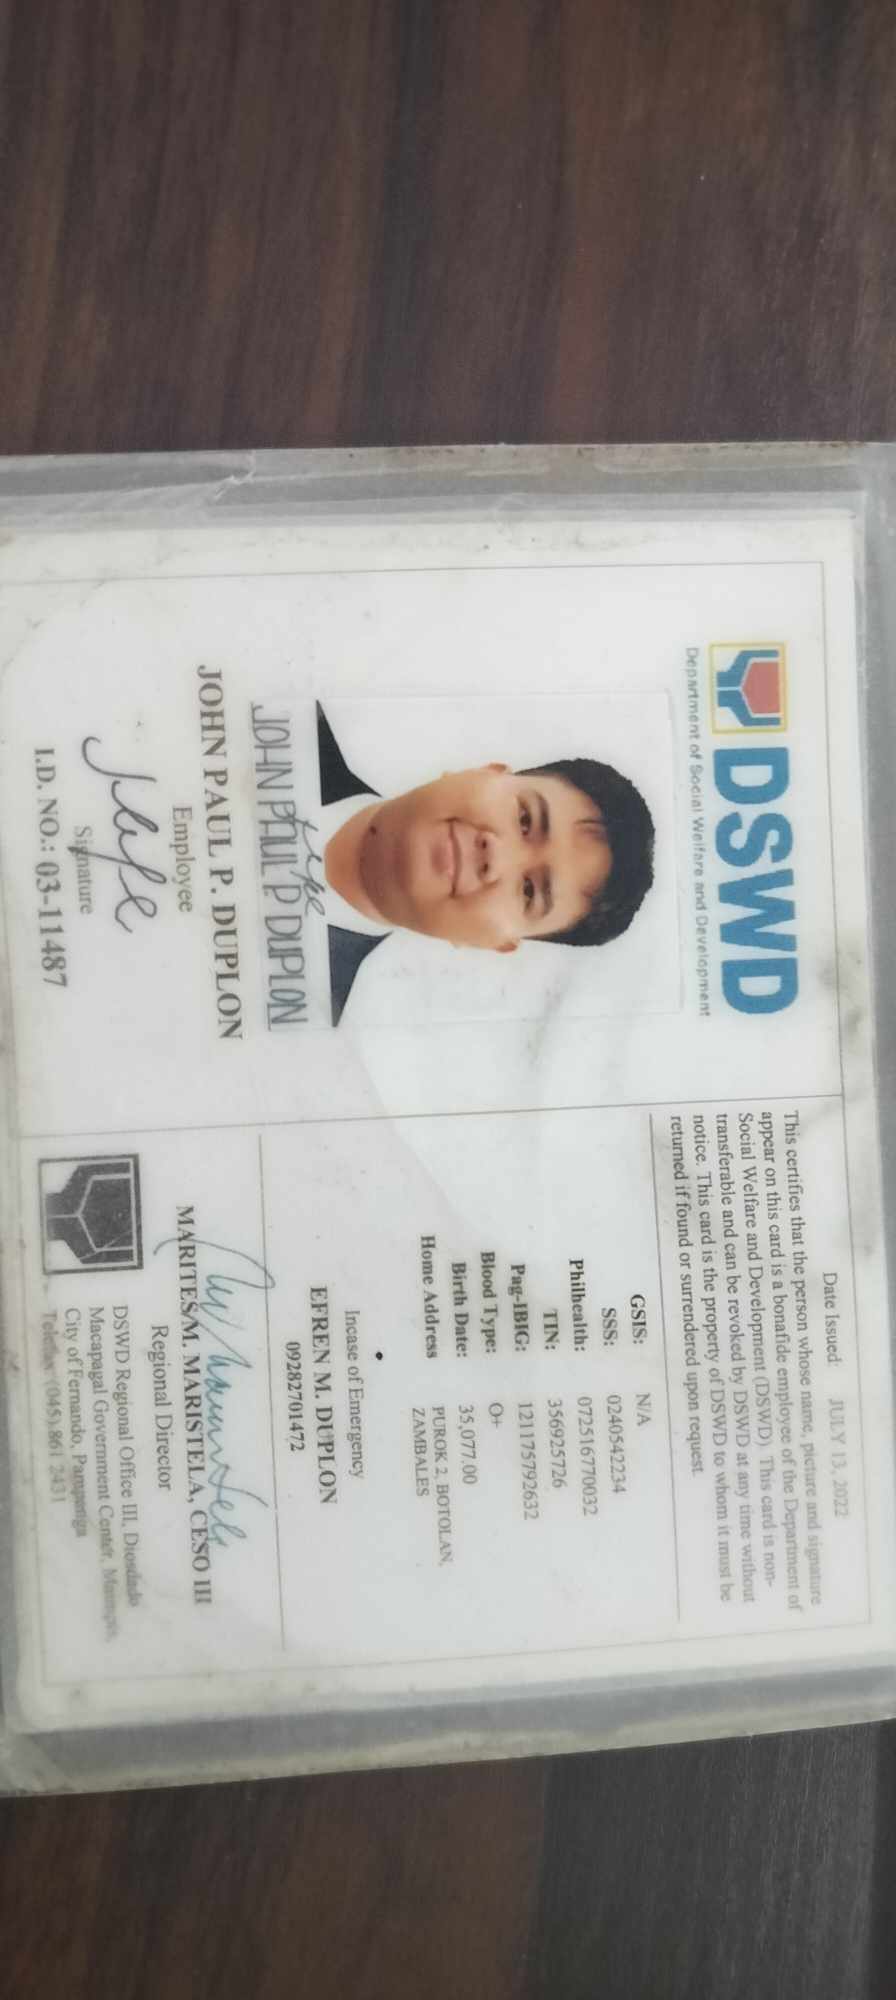 DSWD
Department of Social Welfare and Development
JOHN PAUL P. DUPLON
JOHN PAUL P. DUPLON
Employee
Signature
I.D. NO.: 03-11487
Date Issued: JULY 13, 2022
This certifies that the person whose name, picture and signature
appear on this card is a bonafide employee of the Department of
Social Welfare and Development (DSWD). This card is non-
transferable and can be revoked by DSWD at any time without
notice. This card is the property of DSWD to whom it must be
returned if found or surrendered upon request.
GSIS: N/A
SSS: 0240542234
Philhealth: 072516770032
TIN: 356925726
Pag-IBIG: 121175792632
Blood Type: O+
Birth Date: 35,077.00
Home Address PUROK 2, BOTOLAN,
ZAMBALES
Incase of Emergency
EFREN M. DUPLON
09282701472
MARITES M. MARISTELA, CESO III
Regional Director
DSWD Regional Office III, Diosdado
Macapagal Government Center, Maimpis,
City of Fernando, Pampanga
Telefax (045) 861 2431